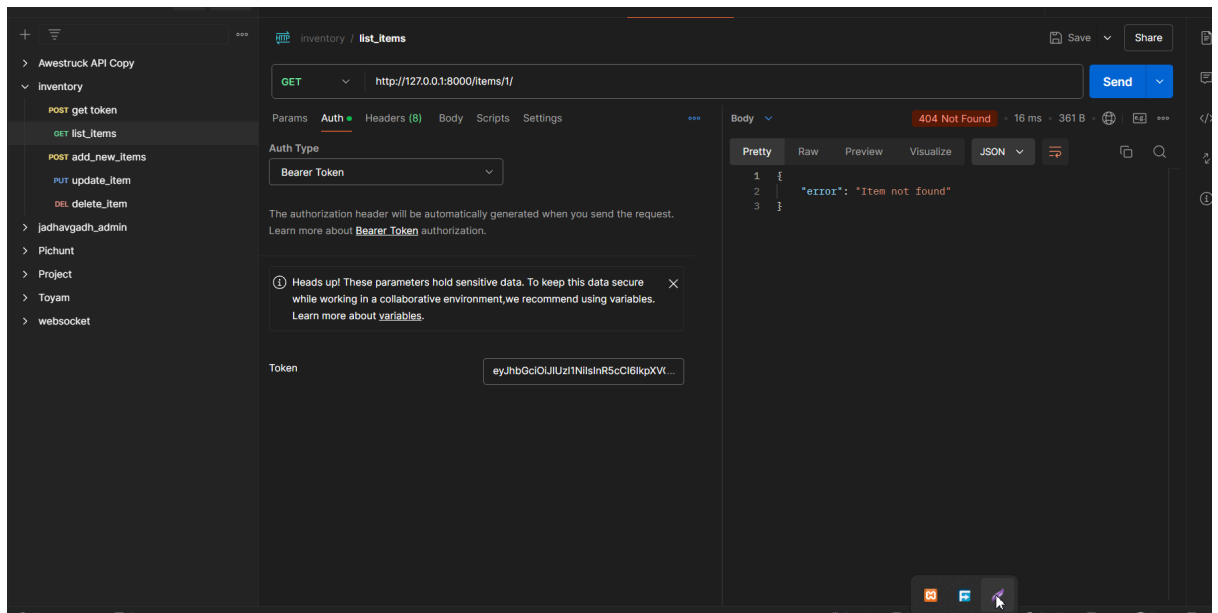 HTTP inventory / list_items
Save
Share
Awestruck API Copy
inventory
POST get token
GET list_items
POST add_new_items
PUT update_item
DEL delete_item
jadhavgadh_admin
Pichunt
Project
Toyam
websocket
GET http://127.0.0.1:8000/items/1/
Send
Params Auth Headers (8) Body Scripts Settings
Auth Type
Bearer Token
The authorization header will be automatically generated when you send the request.
Learn more about Bearer Token authorization.
Heads up! These parameters hold sensitive data. To keep this data secure
while working in a collaborative environment,we recommend using variables.
Learn more about variables.
Token
Body 404 Not Found 16 ms 361 B e.g.
Pretty Raw Preview Visualize JSON
1 {
2 "error": "Item not found"
3 }